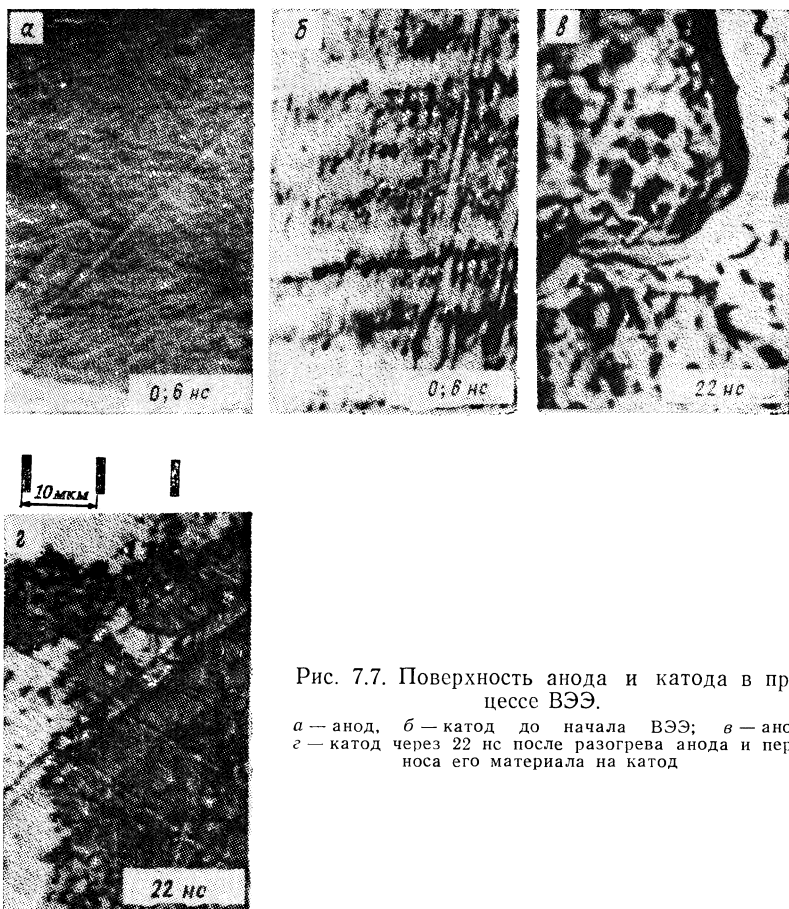 а
б
в
0; 6 нс
0; 6 нс
22 нс
10 мкм
г
22 нс
Рис. 7.7. Поверхность анода и катода в пр
цессе ВЭЭ.
а — анод, б — катод до начала ВЭЭ; в — ано
г — катод через 22 нс после разогрева анода и пер
носа его материала на катод